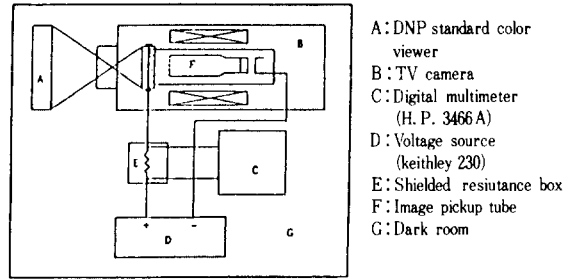 A
B
F
E
C
+
−
D
G
A:DNP standard color
viewer
B:TV camera
C:Digital multimeter
(H. P. 3466 A)
D:Voltage source
(keithley 230)
E:Shielded resiutance box
F:Image pickup tube
G:Dark room